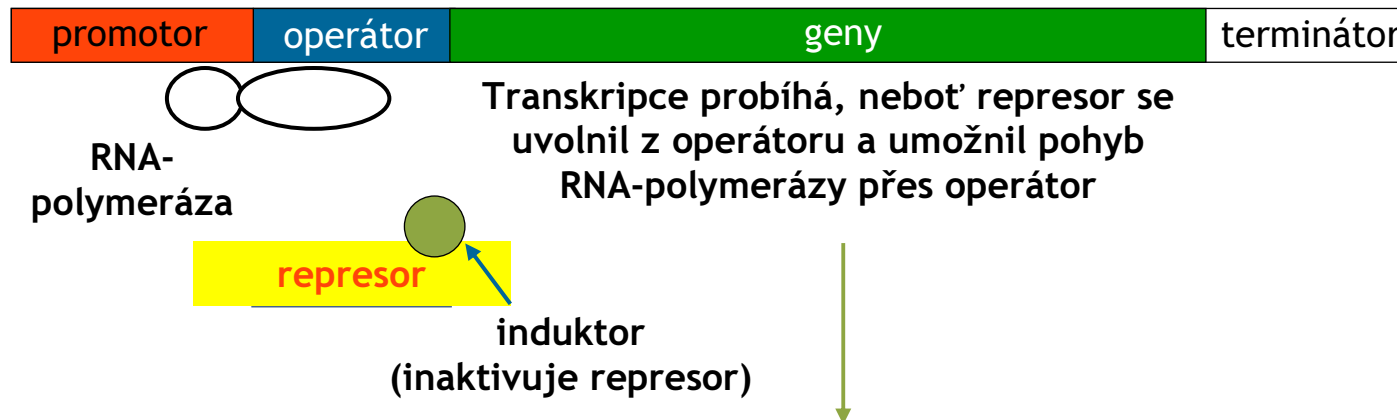 promotor operátor geny terminátor
Transkripce probíhá, neboť represor se
uvolnil z operátoru a umožnil pohyb
RNA-polymerázy přes operátor
RNA-
polymeráza
represor
induktor
(inaktivuje represor)